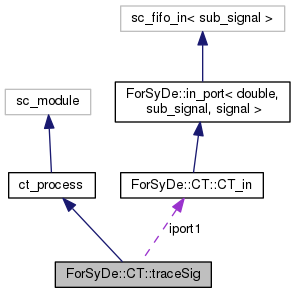 sc_fifo_in< sub_signal >
sc_module
ForSyDe::in_port< double,
sub_signal, signal >
ct_process
ForSyDe::CT::CT_in
iport1
ForSyDe::CT::traceSig